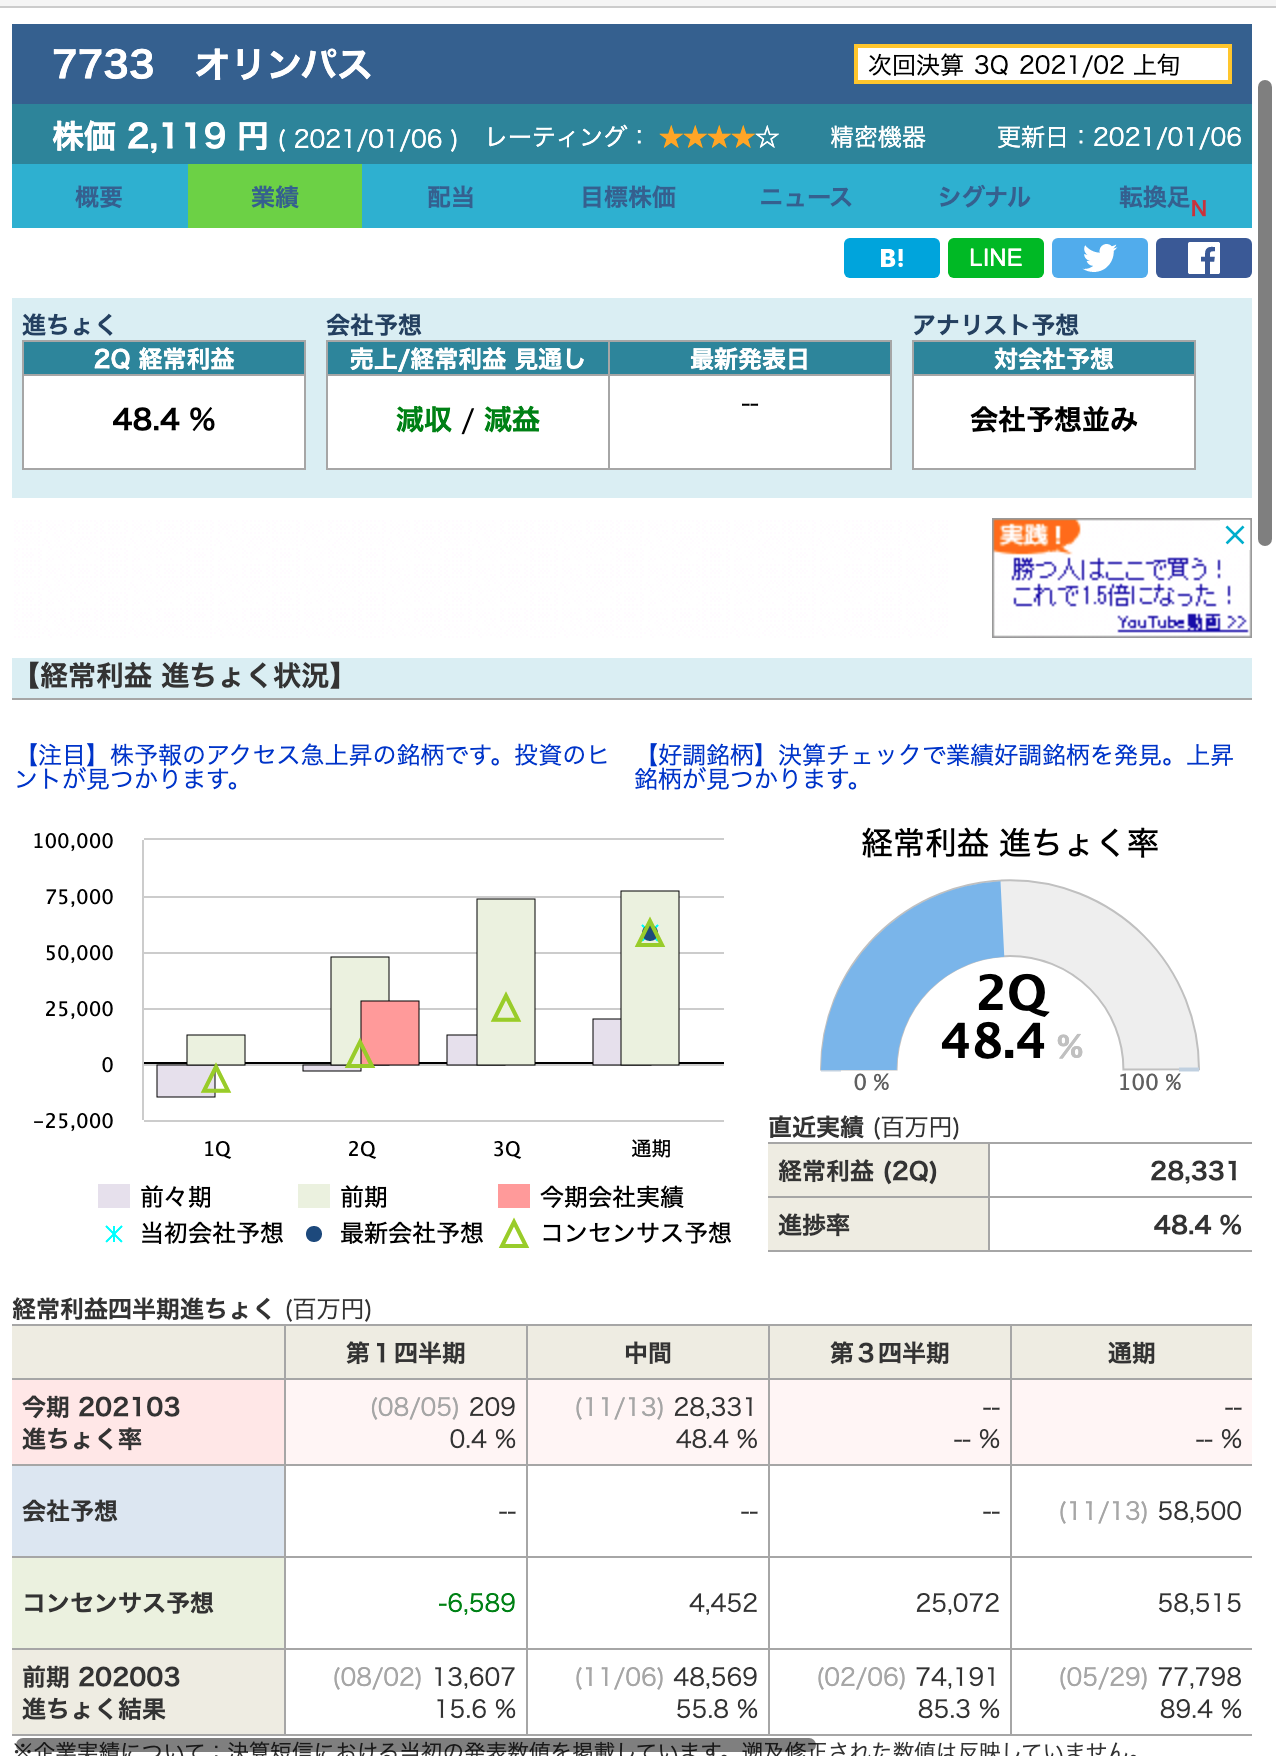 7733 オリンパス
次回決算 3Q 2021/02 上旬
株価 2,119 円 ( 2021/01/06 ) レーティング： ★★★★☆ 精密機器 更新日：2021/01/06
概要 業績 配当 目標株価 ニュース シグナル 転換足N
B! LINE
進ちょく 会社予想 アナリスト予想
2Q 経常利益 売上/経常利益 見通し 最新発表日 対会社予想
48.4 % 減収 / 減益 -- 会社予想並み
実践！
勝つ人はここで買う！
これで1.5倍になった！
YouTube動画 >>
【経常利益 進ちょく状況】
【注目】株予報のアクセス急上昇の銘柄です。投資のヒ
ントが見つかります。
【好調銘柄】決算チェックで業績好調銘柄を発見。上昇
銘柄が見つかります。
100,000
75,000
50,000
25,000
0
-25,000
1Q 2Q 3Q 通期
前々期 前期 今期会社実績
当初会社予想 最新会社予想 コンセンサス予想
経常利益 進ちょく率
2Q
48.4 %
0 % 100 %
直近実績 (百万円)
経常利益 (2Q) 28,331
進捗率 48.4 %
経常利益四半期進ちょく (百万円)
第１四半期 中間 第３四半期 通期
今期 202103 (08/05) 209 (11/13) 28,331 -- --
進ちょく率 0.4 % 48.4 % -- % -- %
会社予想 -- -- -- (11/13) 58,500
コンセンサス予想 -6,589 4,452 25,072 58,515
前期 202003 (08/02) 13,607 (11/06) 48,569 (02/06) 74,191 (05/29) 77,798
進ちょく結果 15.6 % 55.8 % 85.3 % 89.4 %
※企業実績について：決算短信における当初の発表数値を掲載しています。遡及修正された数値は反映していません。